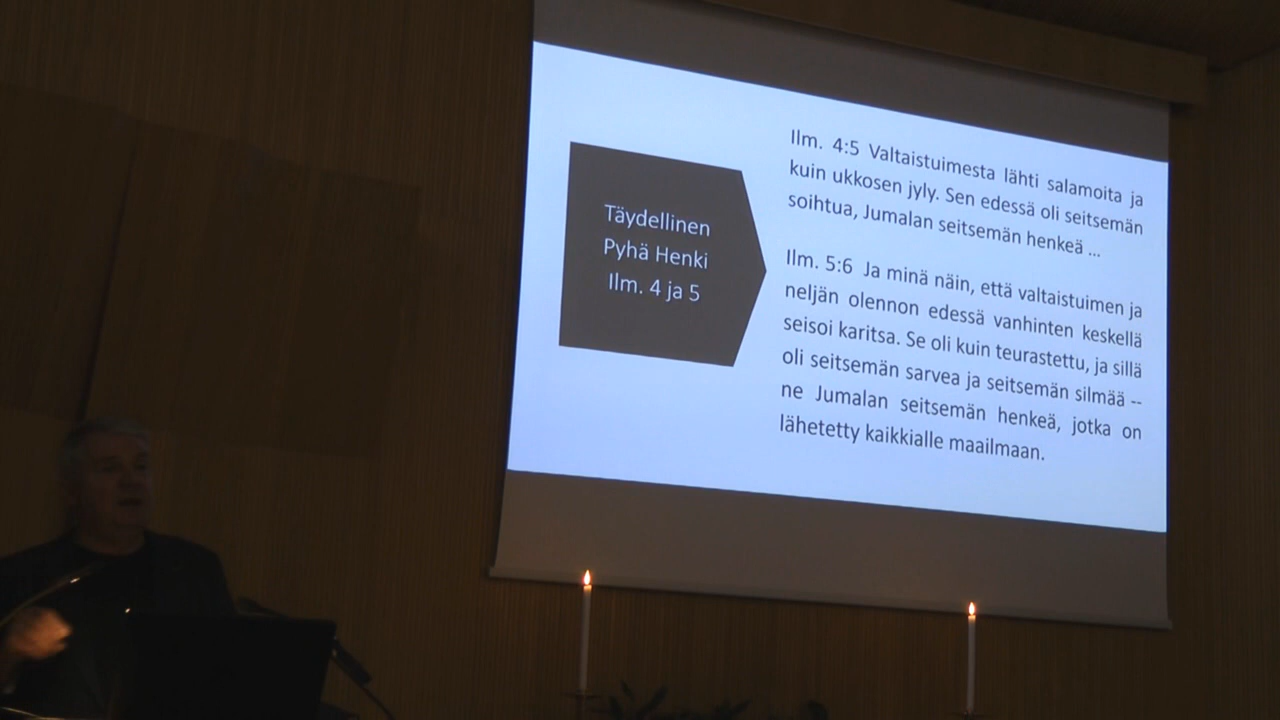 Täydellinen
Pyhä Henki
Ilm. 4 ja 5
Ilm. 4:5 Valtaistuimesta lähti salamoita ja
kuin ukkosen jyly. Sen edessä oli seitsemän
soihtua, Jumalan seitsemän henkeä ...
Ilm. 5:6 Ja minä näin, että valtaistuimen ja
neljän olennon edessä vanhinten keskellä
seisoi karitsa. Se oli kuin teurastettu, ja sillä
oli seitsemän sarvea ja seitsemän silmää --
ne Jumalan seitsemän henkeä, jotka on
lähetetty kaikkialle maailmaan.